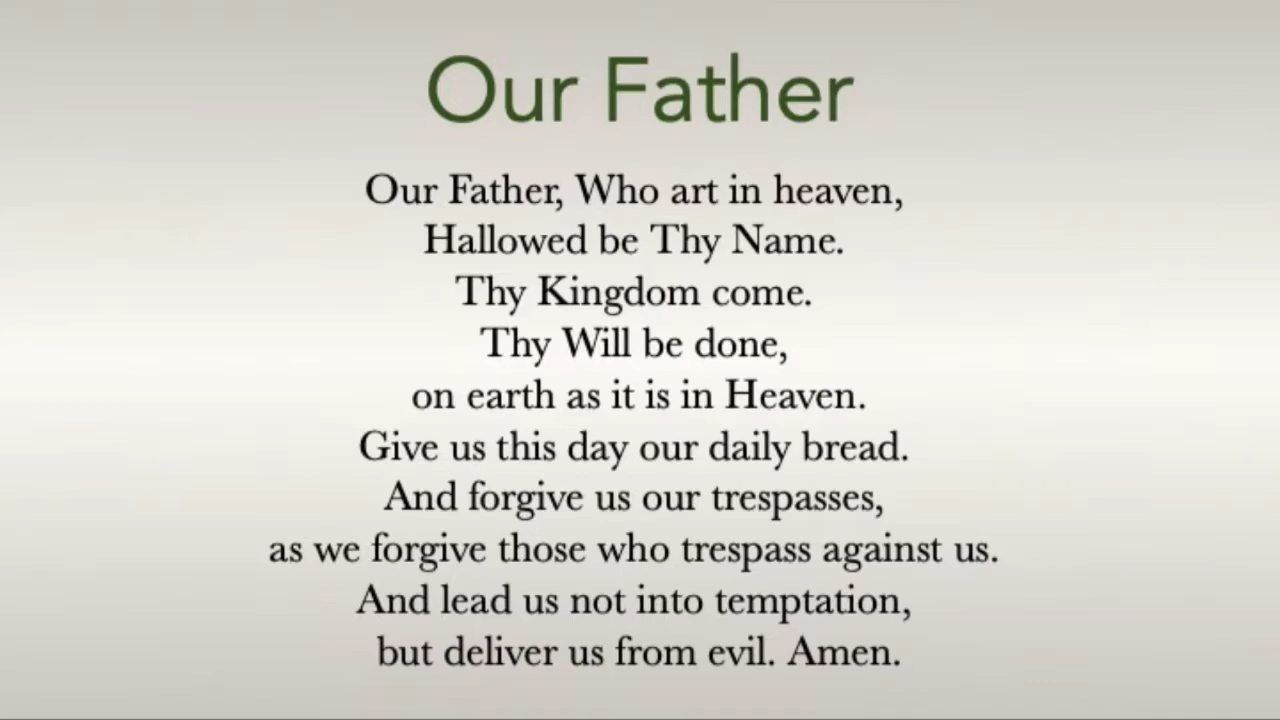 Our Father
Our Father, Who art in heaven,
Hallowed be Thy Name.
Thy Kingdom come.
Thy Will be done,
on earth as it is in Heaven.
Give us this day our daily bread.
And forgive us our trespasses,
as we forgive those who trespass against us.
And lead us not into temptation,
but deliver us from evil. Amen.